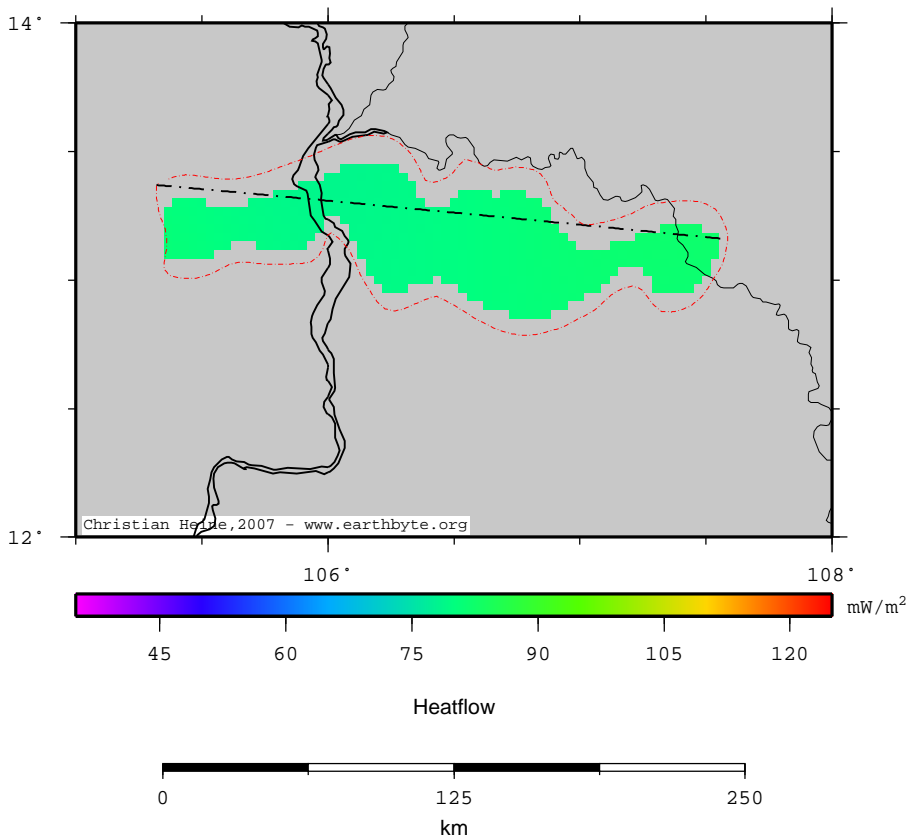 14°
12°
Christian Heine,2007 - www.earthbyte.org
106° 108°
mW/m²
45 60 75 90 105 120
Heatflow
0 125 250
km